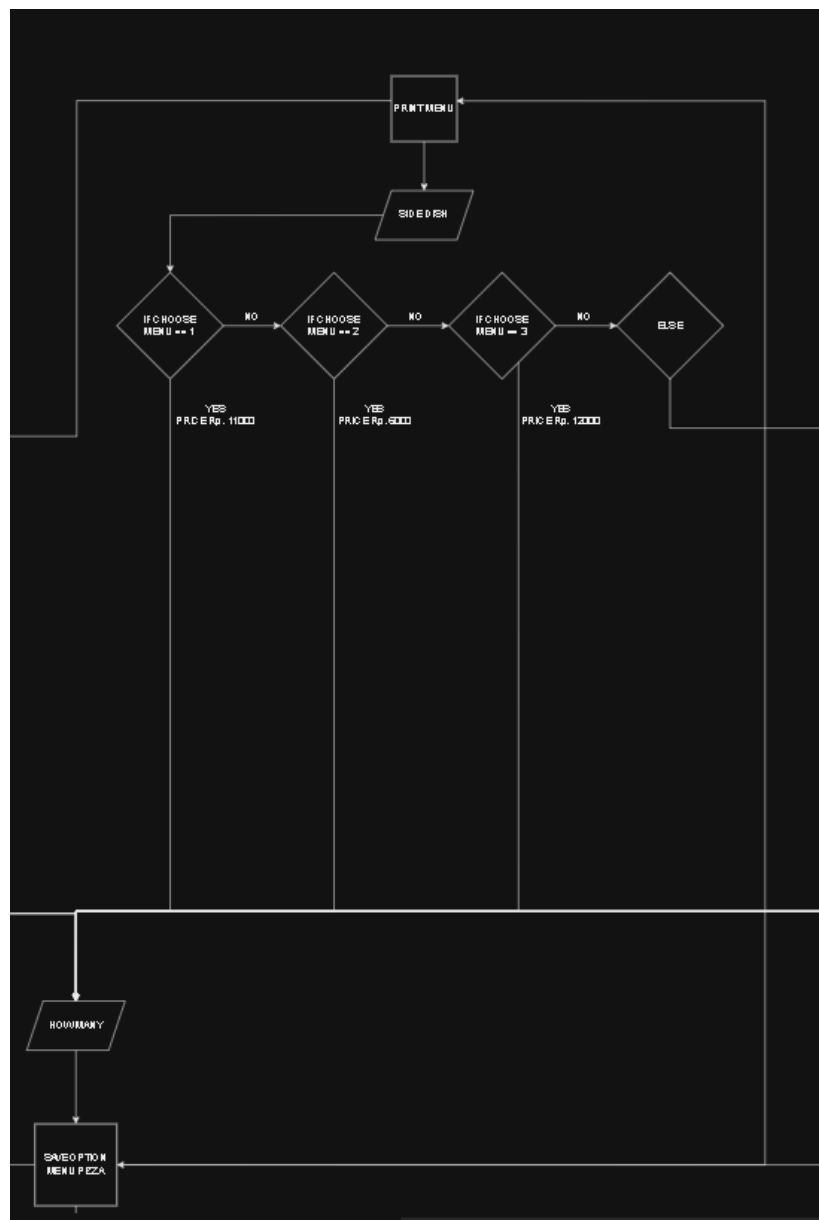 PRINT MENU
SIDE DISH
IF CHOOSE
MENU == 1
NO
IF CHOOSE
MENU == 2
NO
IF CHOOSE
MENU == 3
NO
ELSE
YES
PRICE Rp. 11000
YES
PRICE Rp. 6000
YES
PRICE Rp. 12000
HOW MANY
SAVE OPTION
MENU PIZZA